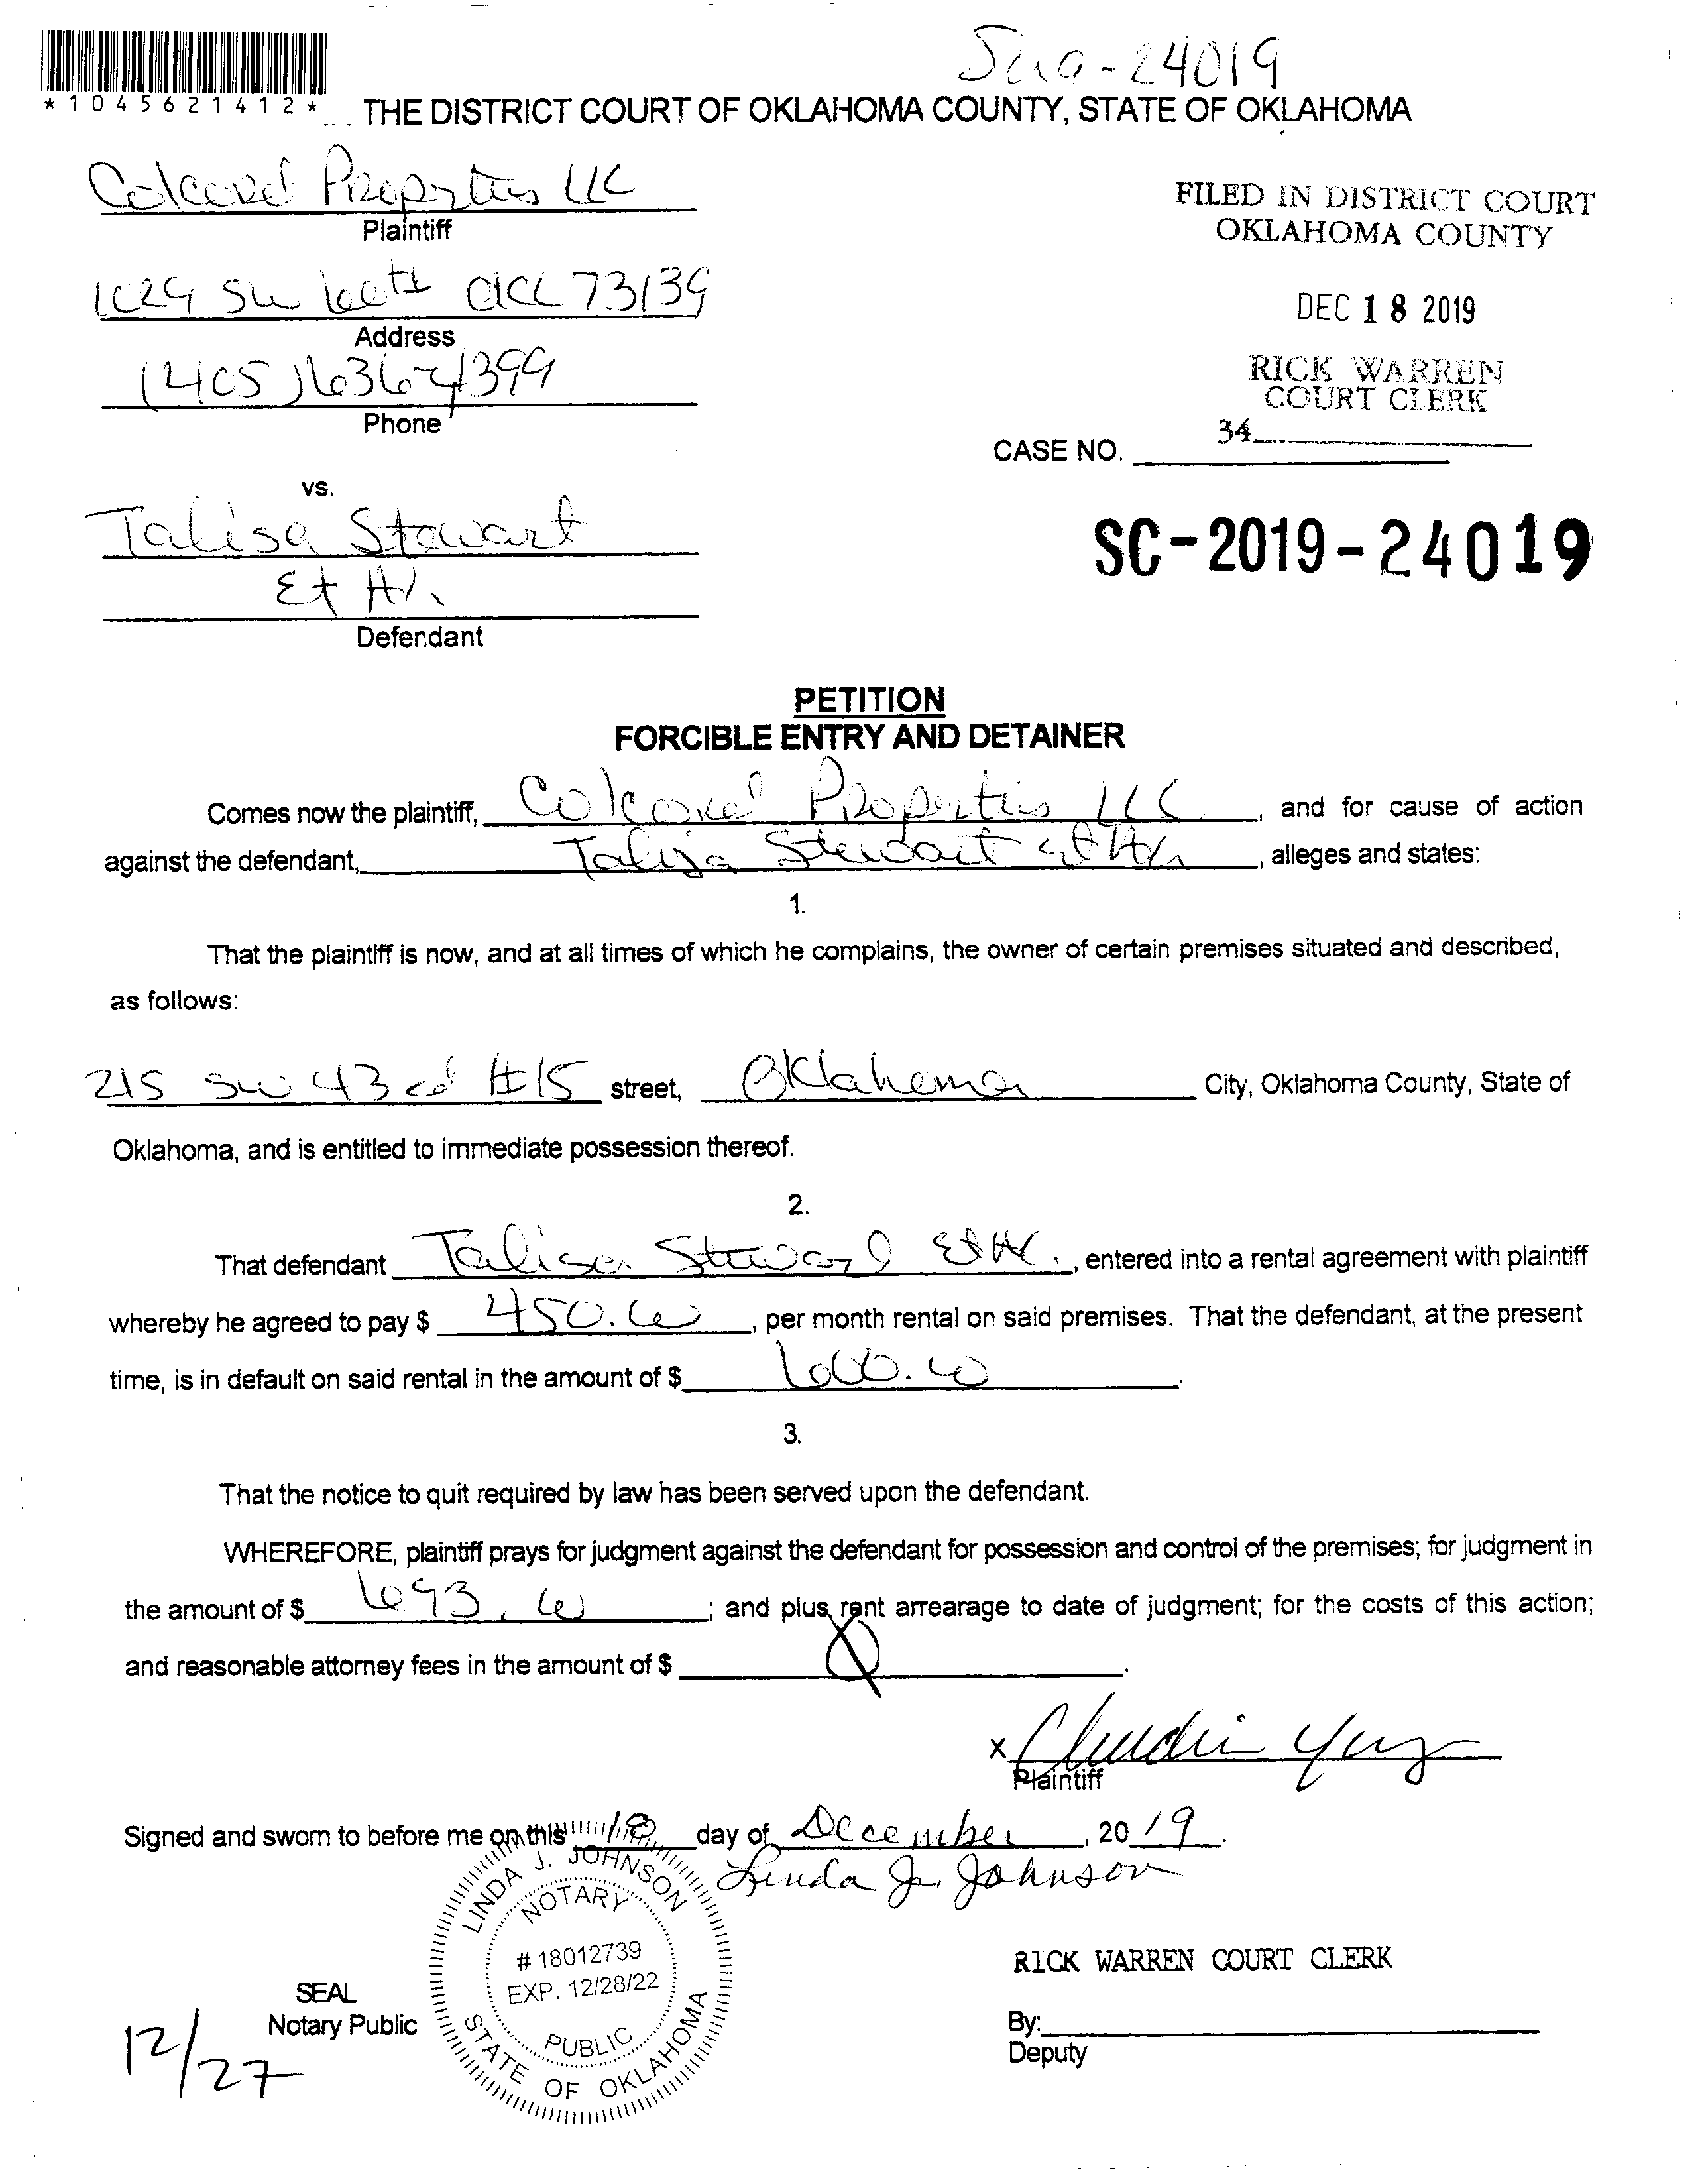 24019
*1045621412*
THE DISTRICT COURT OF OKLAHOMA COUNTY, STATE OF OKLAHOMA
Properties LLC
Plaintiff
FILED IN DISTRICT COURT
OKLAHOMA COUNTY
1029 SW 73139
Address
DEC 18 2019
(405) 636-4399
Phone
RICK WARREN
COURT CLERK
34
CASE NO.
vs.
Talisa Stewart
Et Al.
Defendant
SC-2019-24019
PETITION
FORCIBLE ENTRY AND DETAINER
Comes now the plaintiff, Properties LLC, and for cause of action
against the defendant, Talisa Stewart et Al, alleges and states:
1.
That the plaintiff is now, and at all times of which he complains, the owner of certain premises situated and described,
as follows:
215 SW 43rd #15 street, Oklahoma City, Oklahoma County, State of
Oklahoma, and is entitled to immediate possession thereof.
2.
That defendant Talisa Et Al., entered into a rental agreement with plaintiff
whereby he agreed to pay $ 450.00, per month rental on said premises. That the defendant, at the present
time, is in default on said rental in the amount of $
3.
That the notice to quit required by law has been served upon the defendant.
WHEREFORE, plaintiff prays for judgment against the defendant for possession and control of the premises; for judgment in
the amount of $ 693.00; and plus rent arrearage to date of judgment; for the costs of this action;
and reasonable attorney fees in the amount of $
x Claudia
Plaintiff
Signed and sworn to before me on this 18 day of December, 2019.
Linda J. Johnson
LINDA J. JOHNSON
NOTARY
# 18012739
EXP. 12/28/22
PUBLIC
STATE OF OKLAHOMA
SEAL
Notary Public
RICK WARREN COURT CLERK
By:
Deputy
12/27